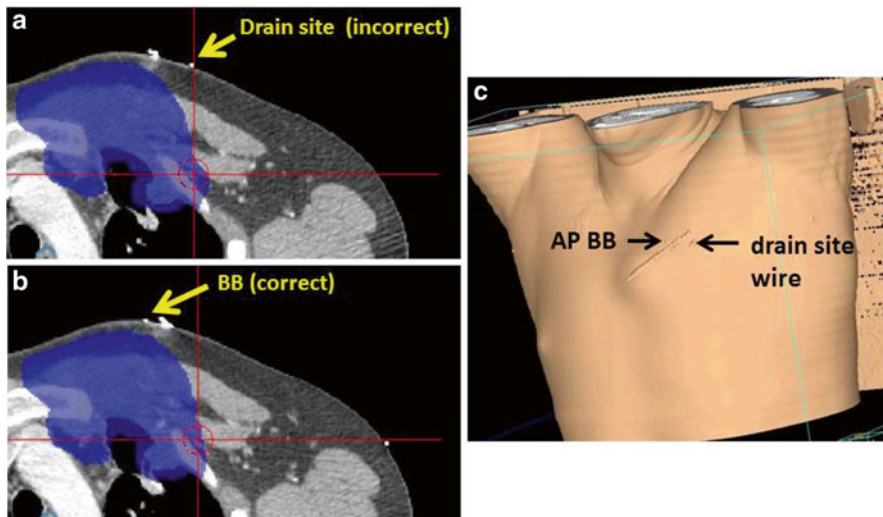 a
Drain site (incorrect)
b
BB (correct)
c
AP BB
drain site
wire